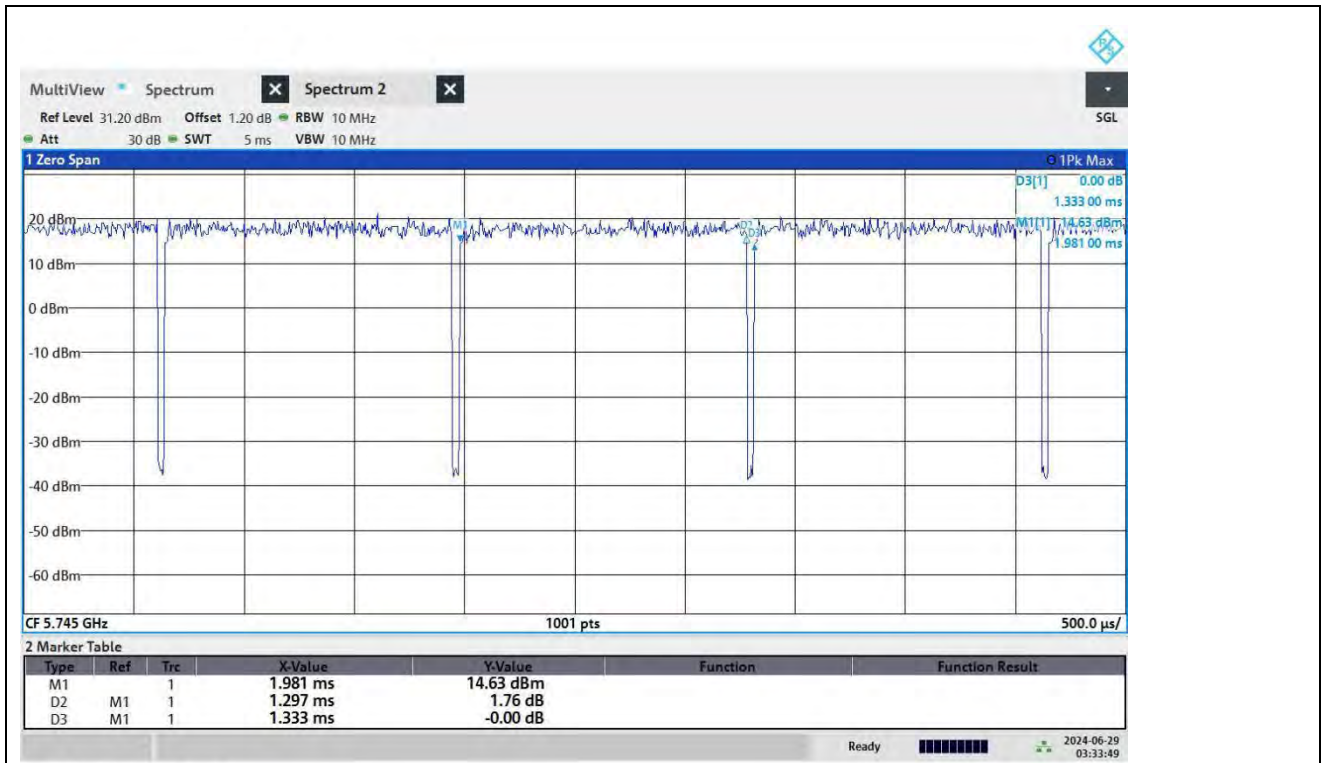 MultiView Spectrum X Spectrum 2 X
Ref Level 31.20 dBm Offset 1.20 dB RBW 10 MHz SGL
Att 30 dB SWT 5 ms VBW 10 MHz
1 Zero Span 1Pk Max
D3[1] 0.00 dB
1.333 00 ms
M1[1] 14.63 dBm
1.981 00 ms
20 dBm
M1 D2 D3
10 dBm
0 dBm
-10 dBm
-20 dBm
-30 dBm
-40 dBm
-50 dBm
-60 dBm
CF 5.745 GHz 1001 pts 500.0 µs/
2 Marker Table
Type Ref Trc X-Value Y-Value Function Function Result
M1 1 1.981 ms 14.63 dBm
D2 M1 1 1.297 ms 1.76 dB
D3 M1 1 1.333 ms -0.00 dB
Ready 2024-06-29
03:33:49